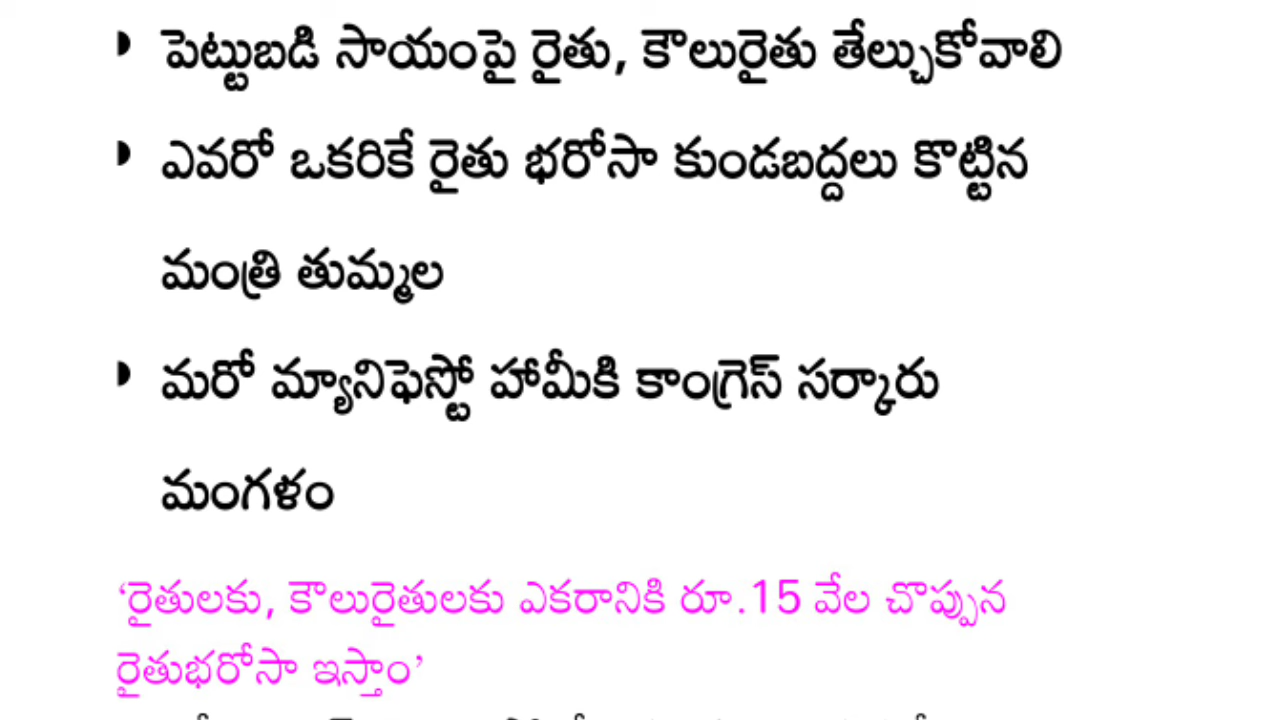 పెట్టుబడి సాయంపై రైతు, కౌలురైతు తేల్చుకోవాలి
ఎవరో ఒకరికే రైతు భరోసా కుండబద్దలు కొట్టిన
మంత్రి తుమ్మల
మరో మ్యానిఫెస్టో హామీకి కాంగ్రెస్ సర్కారు
మంగళం
‘రైతులకు, కౌలురైతులకు ఎకరానికి రూ.15 వేల చొప్పున
రైతుభరోసా ఇస్తాం’